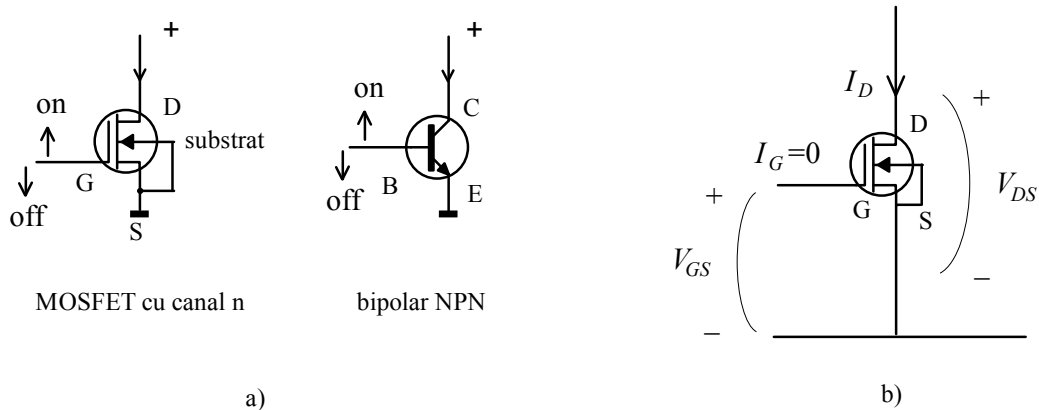 +
+
on
D
substrat
G
off
S
MOSFET cu canal n
on
C
B
off
E
bipolar NPN
a)
I_D
+
D
I_G=0
+
G
S
V_DS
V_GS
−
−
b)